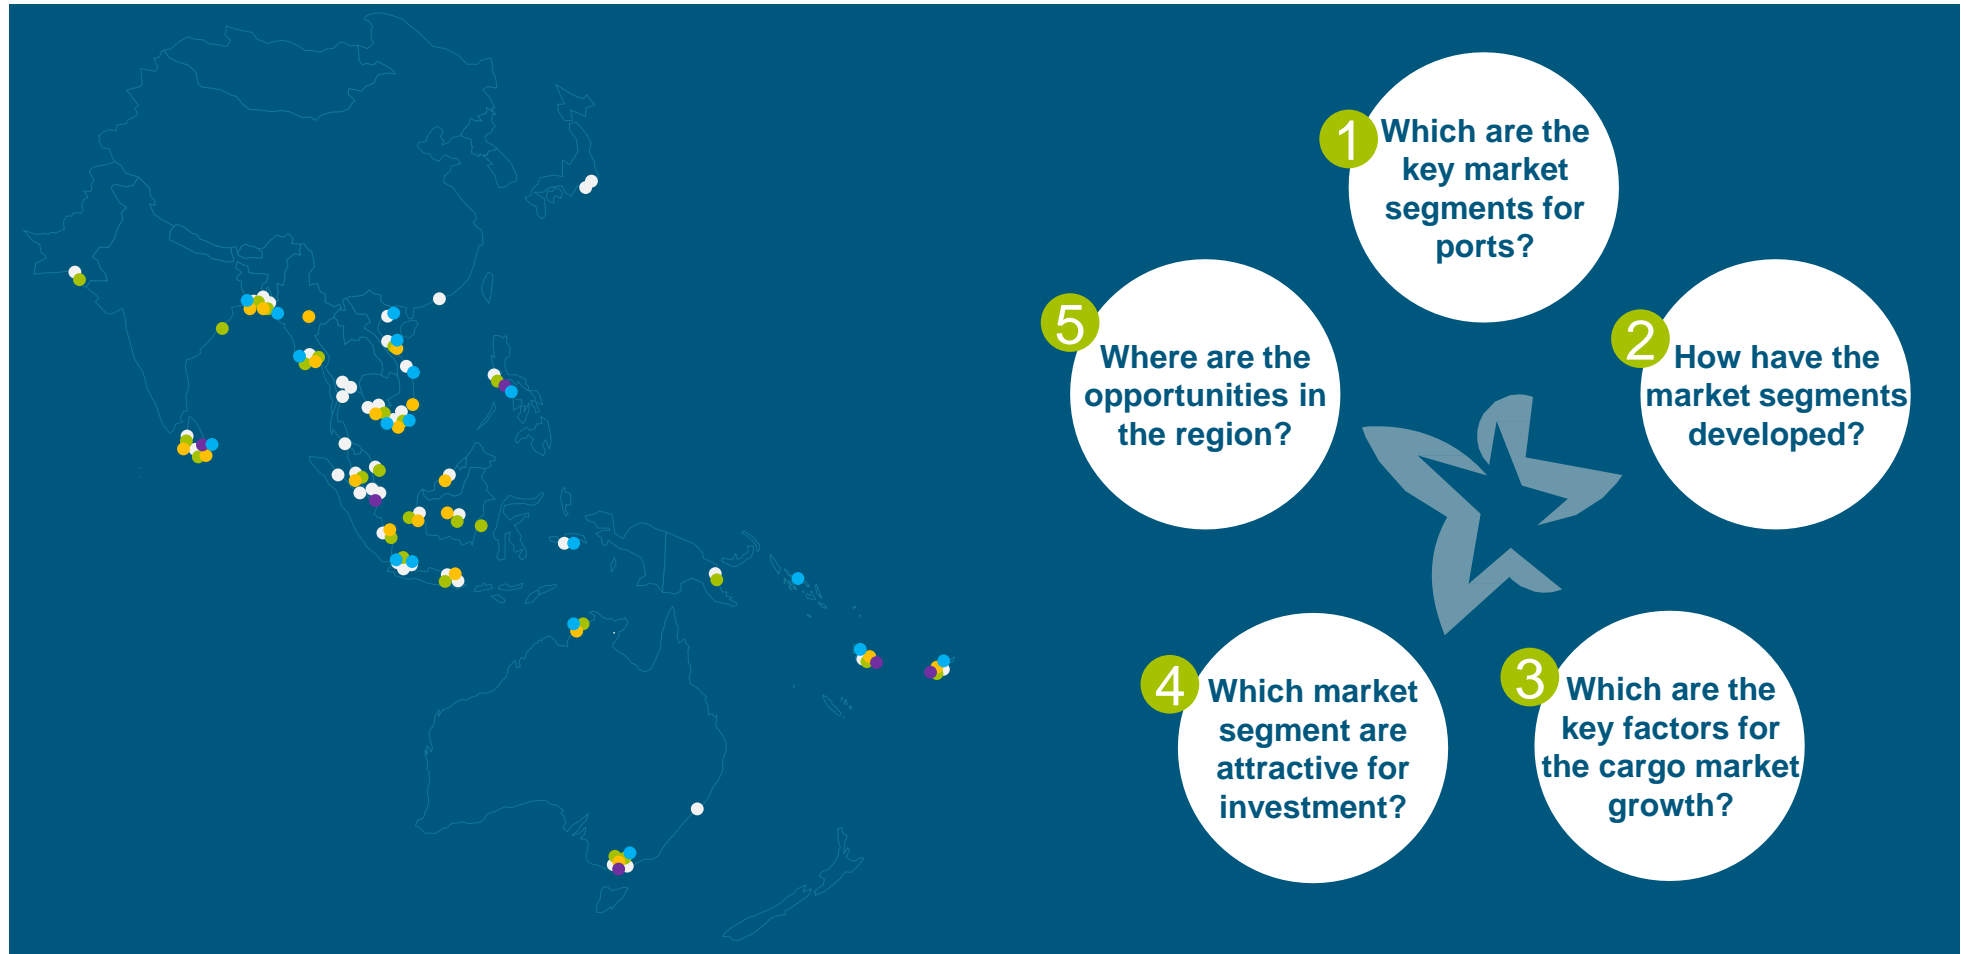 1
Which are the
key market
segments for
ports?
2
How have the
market segments
developed?
3
Which are the
key factors for
the cargo market
growth?
4
Which market
segment are
attractive for
investment?
5
Where are the
opportunities in
the region?